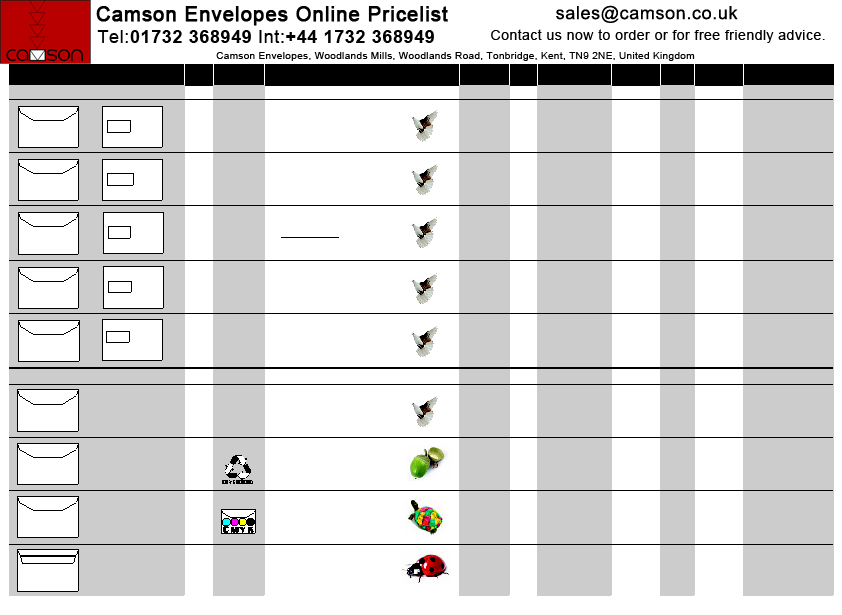 Camson Envelopes Online Pricelist
sales@camson.co.uk
Tel:01732 368949 Int:+44 1732 368949
Contact us now to order or for free friendly advice.
camson
Camson Envelopes, Woodlands Mills, Woodlands Road, Tonbridge, Kent, TN9 2NE, United Kingdom
C M Y K